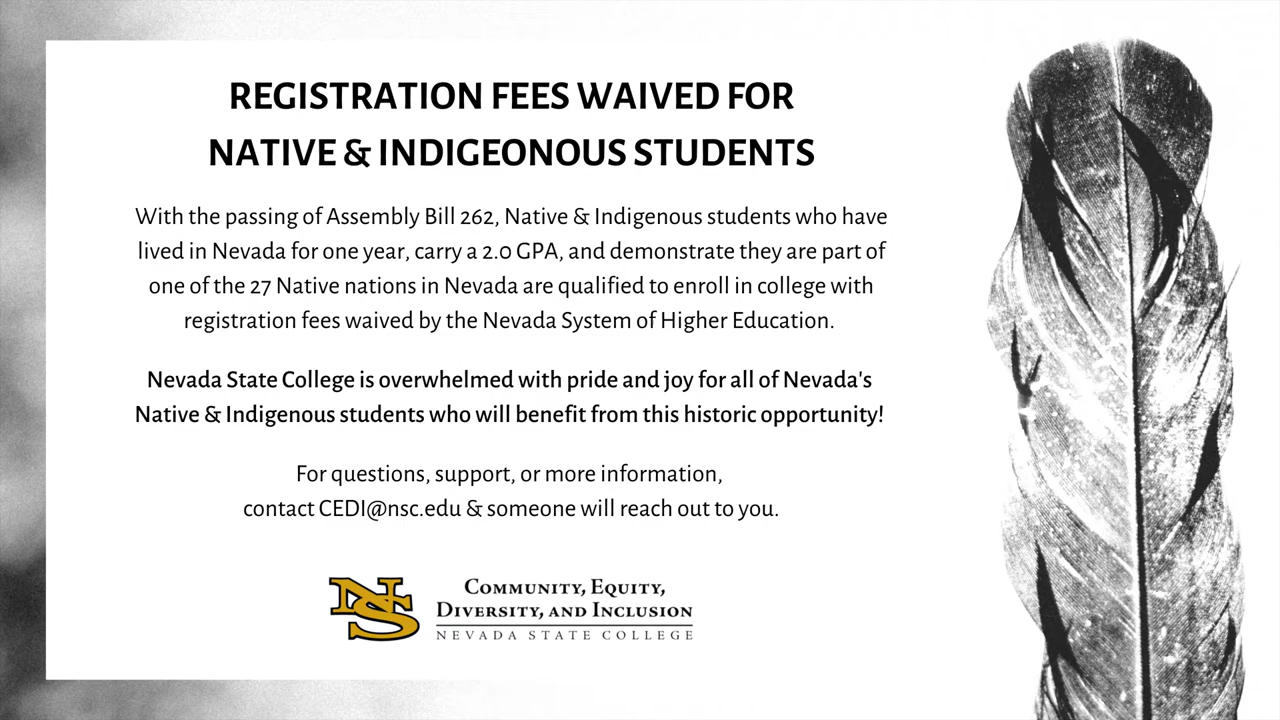 REGISTRATION FEES WAIVED FOR
NATIVE & INDIGEONOUS STUDENTS
With the passing of Assembly Bill 262, Native & Indigenous students who have
lived in Nevada for one year, carry a 2.0 GPA, and demonstrate they are part of
one of the 27 Native nations in Nevada are qualified to enroll in college with
registration fees waived by the Nevada System of Higher Education.
Nevada State College is overwhelmed with pride and joy for all of Nevada's
Native & Indigenous students who will benefit from this historic opportunity!
For questions, support, or more information,
contact CEDI@nsc.edu & someone will reach out to you.
NS
Community, Equity,
Diversity, and Inclusion
NEVADA STATE COLLEGE